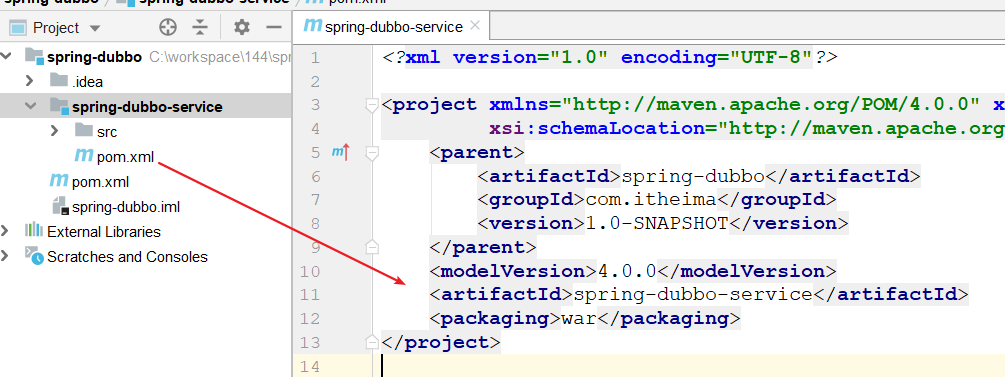 spring-dubbo spring-dubbo-service pom.xml
Project
spring-dubbo C:\workspace\144\spr
.idea
spring-dubbo-service
src
pom.xml
pom.xml
spring-dubbo.iml
External Libraries
Scratches and Consoles
spring-dubbo-service
1 <?xml version="1.0" encoding="UTF-8"?>
2
3 <project xmlns="http://maven.apache.org/POM/4.0.0" x
4 xsi:schemaLocation="http://maven.apache.org
5 <parent>
6 <artifactId>spring-dubbo</artifactId>
7 <groupId>com.itheima</groupId>
8 <version>1.0-SNAPSHOT</version>
9 </parent>
10 <modelVersion>4.0.0</modelVersion>
11 <artifactId>spring-dubbo-service</artifactId>
12 <packaging>war</packaging>
13 </project>
14